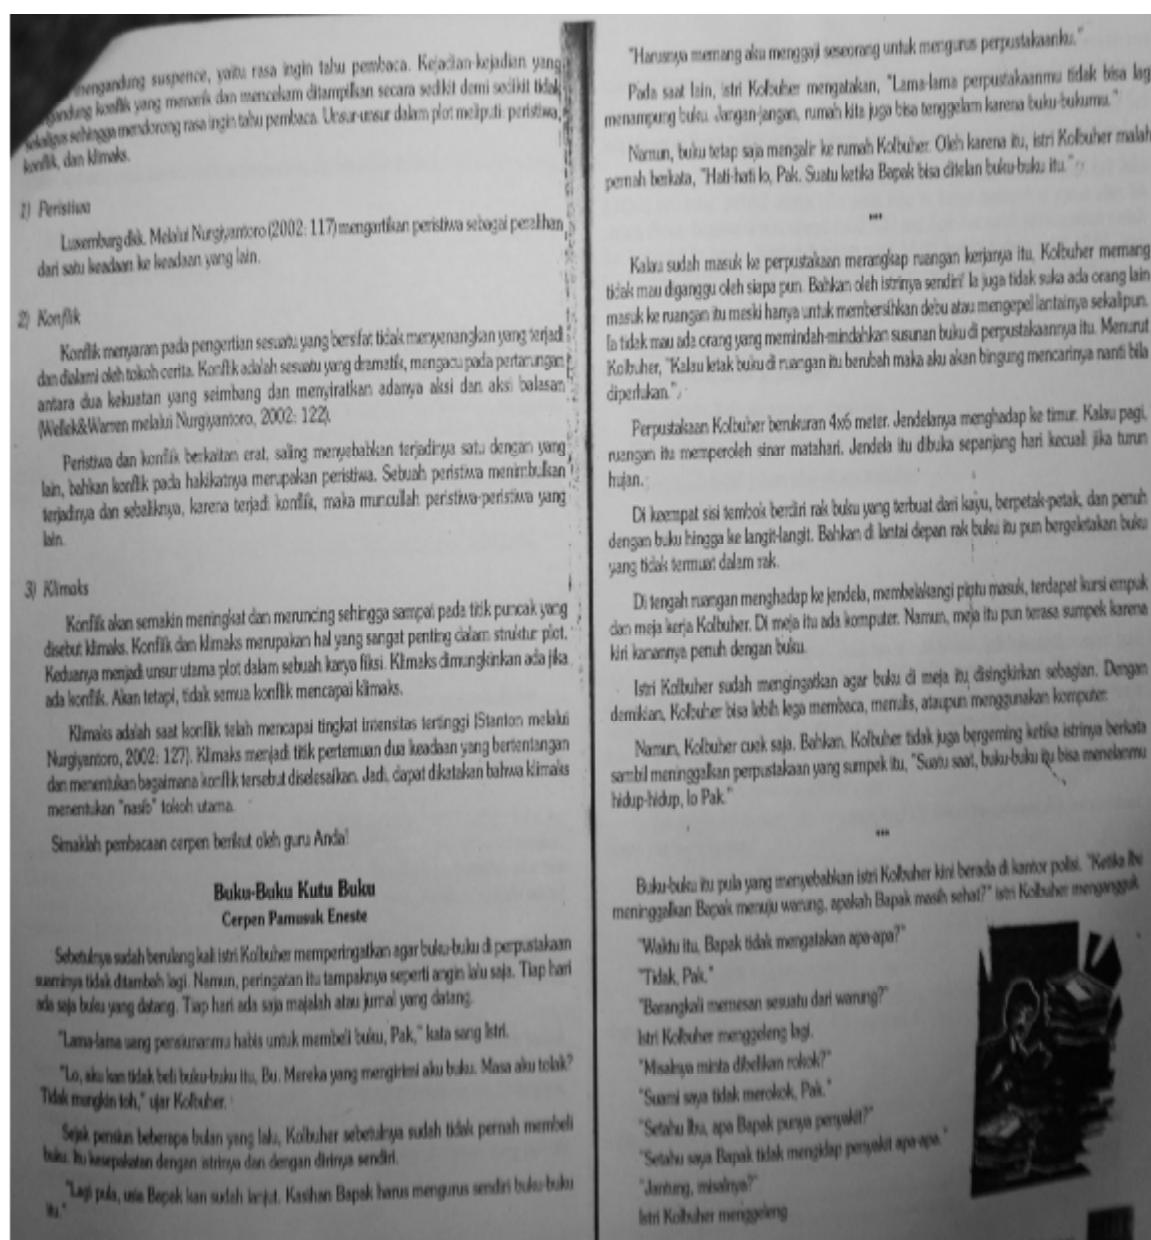 mengandung suspence, yaitu rasa ingin tahu pembaca. Kejadian-kejadian yang
konflik yang menarik dan mencekam ditampilkan secara sedikit demi sedikit tidak
sekaligus sehingga mendorong rasa ingin tahu pembaca. Unsur-unsur dalam plot meliputi: peristiwa,
konflik, dan klimaks.
1) Peristiwa
Luxemburg dkk. Melalui Nurgiyantoro (2002: 117) mengartikan peristiwa sebagai peralihan
dari satu keadaan ke keadaan yang lain.
2) Konflik
Konflik menyaran pada pengertian sesuatu yang bersifat tidak menyenangkan yang terjadi
dan dialami oleh tokoh cerita. Konflik adalah sesuatu yang dramatik, mengacu pada pertarungan
antara dua kekuatan yang seimbang dan menyiratkan adanya aksi dan aksi balasan
(Wellek&Warren melalui Nurgiyantoro, 2002: 122).
Peristiwa dan konflik berkaitan erat, saling menyebabkan terjadinya satu dengan yang
lain, bahkan konflik pada hakikatnya merupakan peristiwa. Sebuah peristiwa menimbulkan
terjadinya dan sebaliknya, karena terjadi konflik, maka muncullah peristiwa-peristiwa yang
lain.
3) Klimaks
Konflik akan semakin meningkat dan meruncing sehingga sampai pada titik puncak yang
disebut klimaks. Konflik dan klimaks merupakan hal yang sangat penting dalam struktur plot.
Keduanya menjadi unsur utama plot dalam sebuah karya fiksi. Klimaks dimungkinkan ada jika
ada konflik. Akan tetapi, tidak semua konflik mencapai klimaks.
Klimaks adalah saat konflik telah mencapai tingkat intensitas tertinggi (Stanton melalui
Nurgiyantoro, 2002: 127). Klimaks menjadi titik pertemuan dua keadaan yang bertentangan
dan menentukan bagaimana konflik tersebut diselesaikan. Jadi, dapat dikatakan bahwa klimaks
menentukan "nasib" tokoh utama.
Simaklah pembacaan cerpen berikut oleh guru Anda!
Buku-Buku Kutu Buku
Cerpen Pamusuk Eneste
Sebetulnya sudah berulang kali istri Kolbuher memperingatkan agar buku-buku di perpustakaan
suaminya tidak ditambah lagi. Namun, peringatan itu tampaknya seperti angin lalu saja. Tiap hari
ada saja buku yang datang. Tiap hari ada saja majalah atau jurnal yang datang.
"Lama-lama uang pensiunanmu habis untuk membeli buku, Pak," kata sang Istri.
"Lo, aku kan tidak beli buku-buku itu, Bu. Mereka yang mengirimi aku buku. Masa aku tolak?
Tidak mungkin toh," ujar Kolbuher.
Sejak pensiun beberapa bulan yang lalu, Kolbuher sebetulnya sudah tidak pernah membeli
buku. Itu kesepakatan dengan istrinya dan dengan dirinya sendiri.
"Lagi pula, usia Bapak kan sudah lanjut. Kasihan Bapak harus mengurus sendiri buku-buku
itu."
"Harusnya memang aku menggaji seseorang untuk mengurus perpustakaanku."
Pada saat lain, istri Kolbuher mengatakan, "Lama-lama perpustakaanmu tidak bisa lagi
menampung buku. Jangan-jangan, rumah kita juga bisa tenggelam karena buku-bukumu."
Namun, buku tetap saja mengalir ke rumah Kolbuher. Oleh karena itu, istri Kolbuher malah
pernah berkata, "Hati-hati lo, Pak. Suatu ketika Bapak bisa ditelan buku-buku itu."
***
Kalau sudah masuk ke perpustakaan merangkap ruangan kerjanya itu, Kolbuher memang
tidak mau diganggu oleh siapa pun. Bahkan oleh istrinya sendiri! Ia juga tidak suka ada orang lain
masuk ke ruangan itu meski hanya untuk membersihkan debu atau mengepel lantainya sekalipun.
Ia tidak mau ada orang yang memindah-mindahkan susunan buku di perpustakaannya itu. Menurut
Kolbuher, "Kalau letak buku di ruangan itu berubah maka aku akan bingung mencarinya nanti bila
diperlukan."
Perpustakaan Kolbuher berukuran 4x6 meter. Jendelanya menghadap ke timur. Kalau pagi,
ruangan itu memperoleh sinar matahari. Jendela itu dibuka sepanjang hari kecuali jika turun
hujan.
Di keempat sisi tembok berdiri rak buku yang terbuat dari kayu, berpetak-petak, dan penuh
dengan buku hingga ke langit-langit. Bahkan di lantai depan rak buku itu pun bergeletakan buku
yang tidak termuat dalam rak.
Di tengah ruangan menghadap ke jendela, membelakangi pintu masuk, terdapat kursi empuk
dan meja kerja Kolbuher. Di meja itu ada komputer. Namun, meja itu pun terasa sumpek karena
kiri kanannya penuh dengan buku.
Istri Kolbuher sudah mengingatkan agar buku di meja itu disingkirkan sebagian. Dengan
demikian, Kolbuher bisa lebih lega membaca, menulis, ataupun menggunakan komputer.
Namun, Kolbuher cuek saja. Bahkan, Kolbuher tidak juga bergeming ketika istrinya berkata
sambil meninggalkan perpustakaan yang sumpek itu, "Suatu saat, buku-buku itu bisa menelanmu
hidup-hidup, lo Pak."
***
Buku-buku itu pula yang menyebabkan istri Kolbuher kini berada di kantor polisi. "Ketika Ibu
meninggalkan Bapak menuju warung, apakah Bapak masih sehat?" istri Kolbuher mengangguk
"Waktu itu, Bapak tidak mengatakan apa-apa?"
"Tidak, Pak."
"Barangkali memesan sesuatu dari warung?"
Istri Kolbuher menggeleng lagi.
"Misalnya minta dibelikan rokok?"
"Suami saya tidak merokok, Pak."
"Setahu Ibu, apa Bapak punya penyakit?"
"Setahu saya Bapak tidak mengidap penyakit apa-apa."
"Jantung, misalnya?"
Istri Kolbuher menggeleng